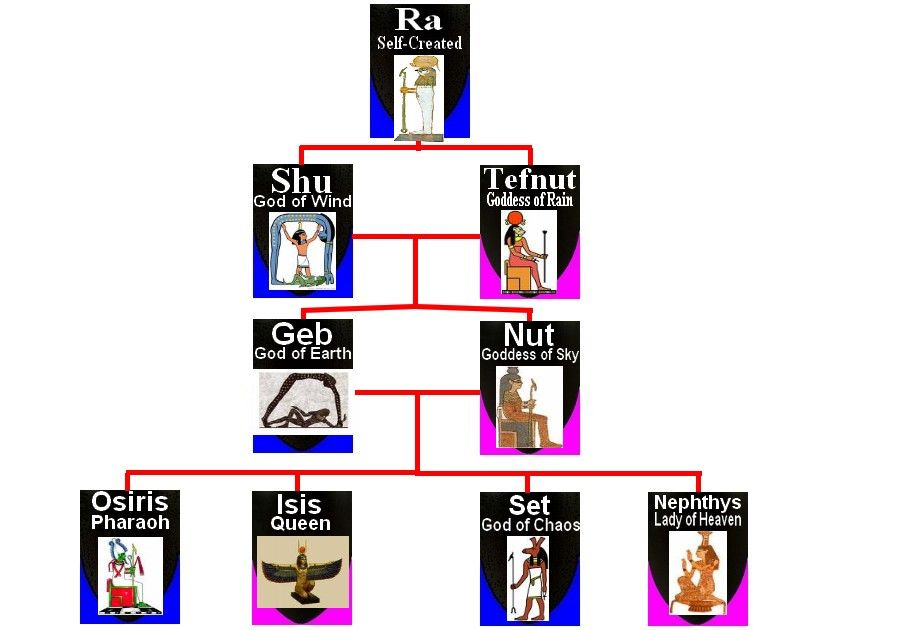 Ra
Self-Created
Shu
God of Wind
Tefnut
Goddess of Rain
Geb
God of Earth
Nut
Goddess of Sky
Osiris
Pharaoh
Isis
Queen
Set
God of Chaos
Nephthys
Lady of Heaven